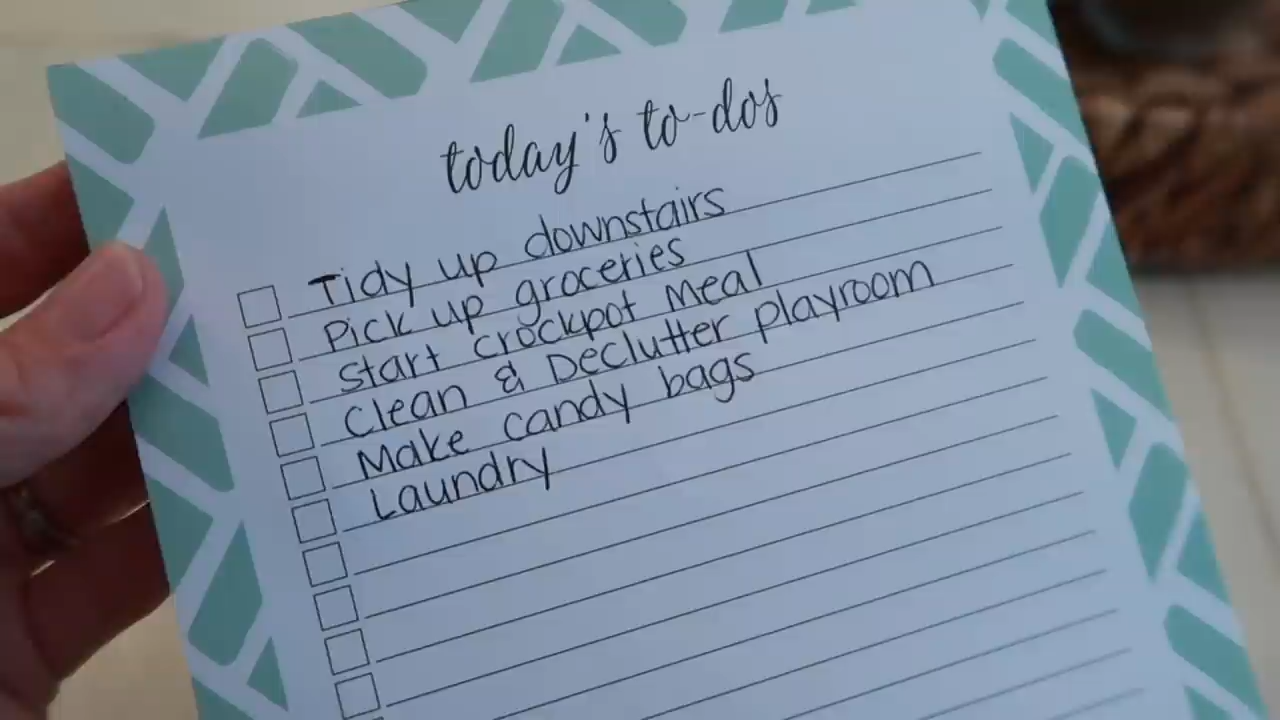 today's to-dos
Tidy up downstairs
Pick up groceries
Start crockpot meal
Clean & Declutter playroom
Make candy bags
Laundry